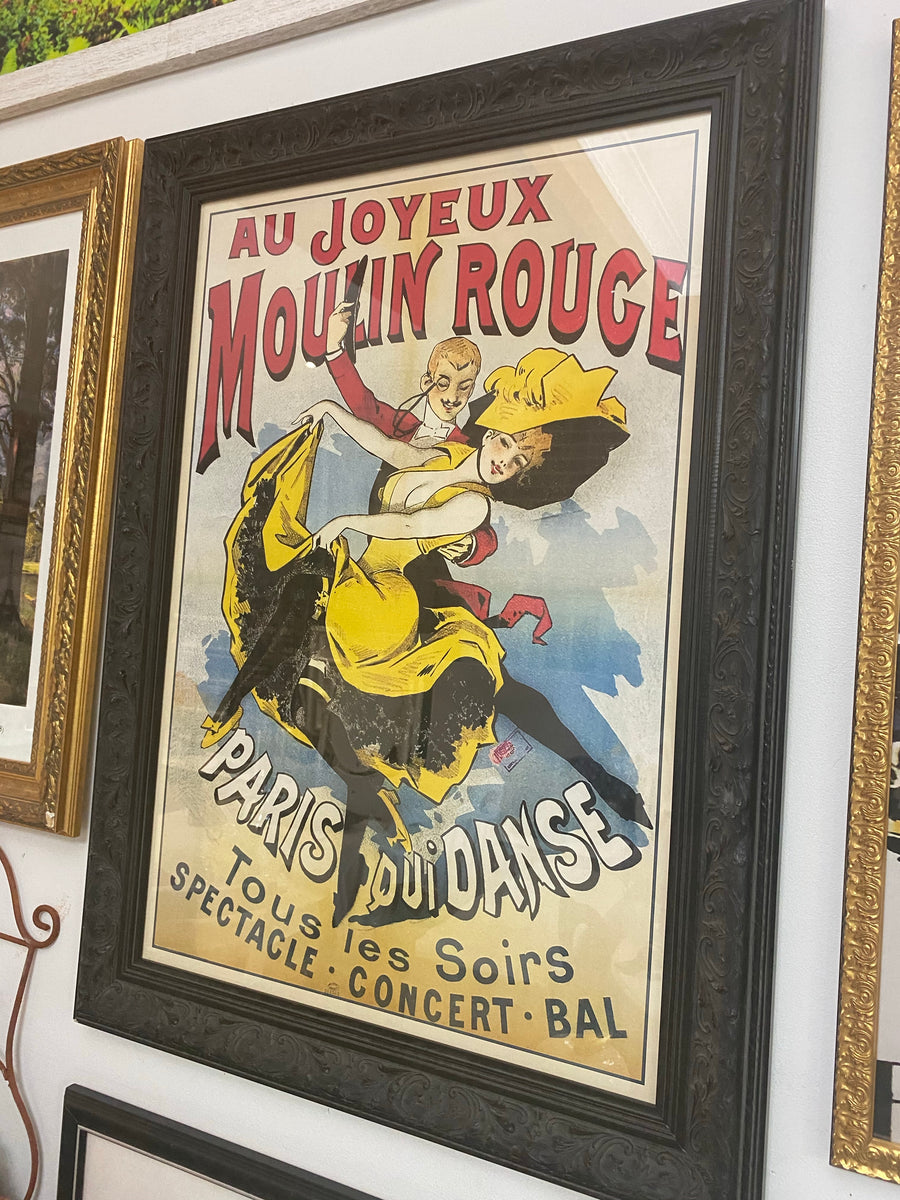 AU JOYEUX
MOULIN ROUGE
PARIS QUi DANSE
Tous les Soirs
SPECTACLE · CONCERT · BAL